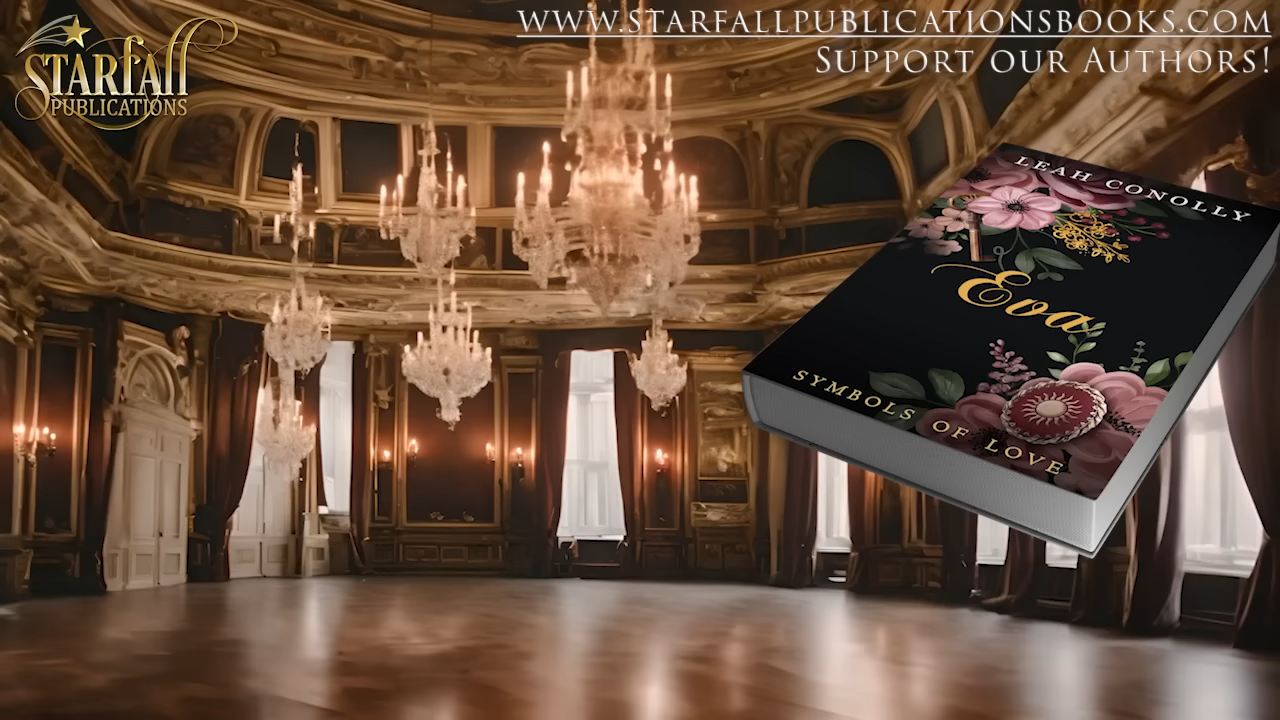 STARfall
PUBLICATIONS
www.starfallpublicationsbooks.com
Support our Authors!
LEAH CONOLLY
Eva
SYMBOLS OF LOVE